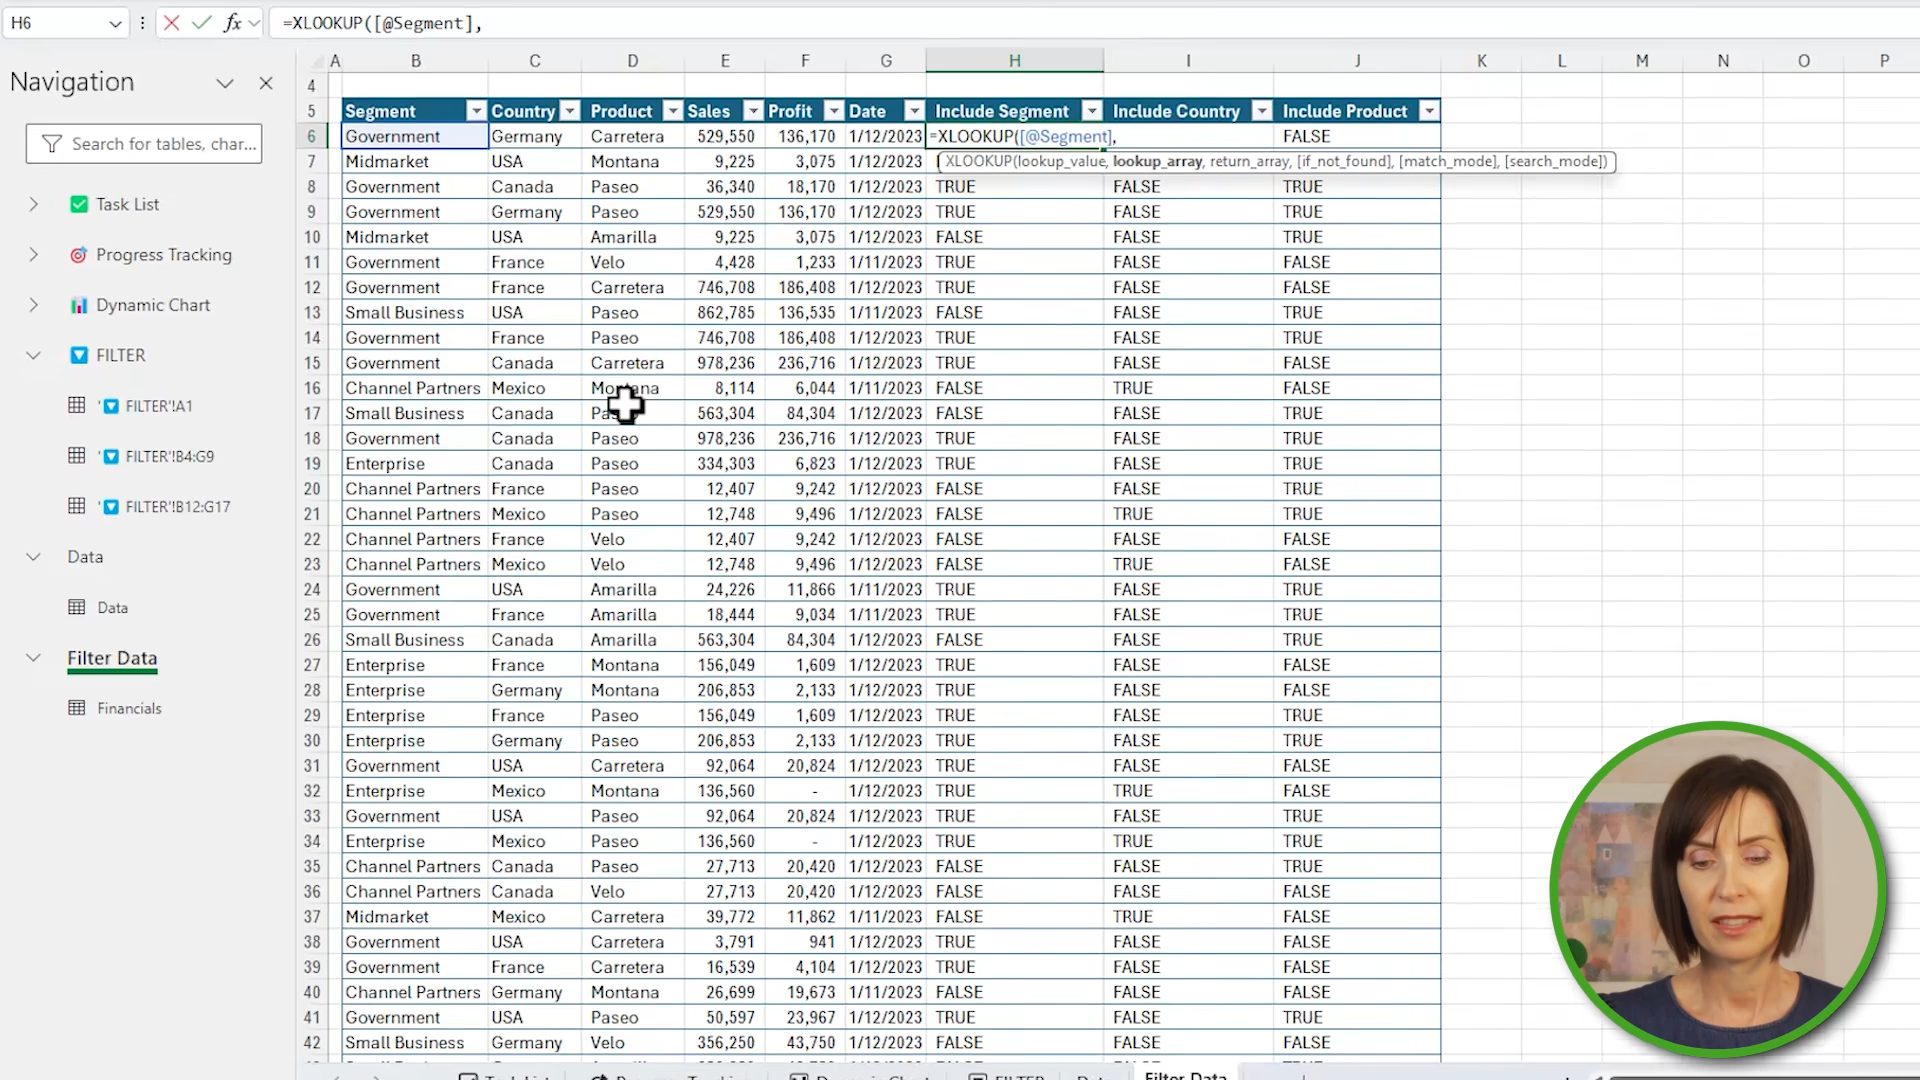 H6 fx =XLOOKUP([@Segment],
Navigation
Search for tables, char...
Task List
Progress Tracking
Dynamic Chart
FILTER
'FILTER'!A1
'FILTER'!B4:G9
'FILTER'!B12:G17
Data
Data
Filter Data
Financials
A B C D E F G H I J K L M N O P
4
5 Segment Country Product Sales Profit Date Include Segment Include Country Include Product
6 Government Germany Carretera 529,550 136,170 1/12/2023 =XLOOKUP([@Segment], FALSE
XLOOKUP(lookup_value, lookup_array, return_array, [if_not_found], [match_mode], [search_mode])
7 Midmarket USA Montana 9,225 3,075 1/12/2023
8 Government Canada Paseo 36,340 18,170 1/12/2023 TRUE FALSE TRUE
9 Government Germany Paseo 529,550 136,170 1/12/2023 TRUE FALSE TRUE
10 Midmarket USA Amarilla 9,225 3,075 1/12/2023 FALSE FALSE TRUE
11 Government France Velo 4,428 1,233 1/11/2023 TRUE FALSE FALSE
12 Government France Carretera 746,708 186,408 1/12/2023 TRUE FALSE FALSE
13 Small Business USA Paseo 862,785 136,535 1/11/2023 FALSE FALSE TRUE
14 Government France Paseo 746,708 186,408 1/12/2023 TRUE FALSE TRUE
15 Government Canada Carretera 978,236 236,716 1/12/2023 TRUE FALSE FALSE
16 Channel Partners Mexico Montana 8,114 6,044 1/11/2023 FALSE TRUE FALSE
17 Small Business Canada Paseo 563,304 84,304 1/12/2023 FALSE FALSE TRUE
18 Government Canada Paseo 978,236 236,716 1/12/2023 TRUE FALSE TRUE
19 Enterprise Canada Paseo 334,303 6,823 1/12/2023 TRUE FALSE TRUE
20 Channel Partners France Paseo 12,407 9,242 1/12/2023 FALSE FALSE TRUE
21 Channel Partners Mexico Paseo 12,748 9,496 1/12/2023 FALSE TRUE TRUE
22 Channel Partners France Velo 12,407 9,242 1/12/2023 FALSE FALSE FALSE
23 Channel Partners Mexico Velo 12,748 9,496 1/12/2023 FALSE TRUE FALSE
24 Government USA Amarilla 24,226 11,866 1/11/2023 TRUE FALSE TRUE
25 Government France Amarilla 18,444 9,034 1/11/2023 TRUE FALSE TRUE
26 Small Business Canada Amarilla 563,304 84,304 1/12/2023 FALSE FALSE TRUE
27 Enterprise France Montana 156,049 1,609 1/12/2023 TRUE FALSE FALSE
28 Enterprise Germany Montana 206,853 2,133 1/12/2023 TRUE FALSE FALSE
29 Enterprise France Paseo 156,049 1,609 1/12/2023 TRUE FALSE TRUE
30 Enterprise Germany Paseo 206,853 2,133 1/12/2023 TRUE FALSE TRUE
31 Government USA Carretera 92,064 20,824 1/12/2023 TRUE FALSE FALSE
32 Enterprise Mexico Montana 136,560 - 1/12/2023 TRUE TRUE FALSE
33 Government USA Paseo 92,064 20,824 1/12/2023 TRUE FALSE TRUE
34 Enterprise Mexico Paseo 136,560 - 1/12/2023 TRUE TRUE TRUE
35 Channel Partners Canada Paseo 27,713 20,420 1/12/2023 FALSE FALSE TRUE
36 Channel Partners Canada Velo 27,713 20,420 1/12/2023 FALSE FALSE FALSE
37 Midmarket Mexico Carretera 39,772 11,862 1/11/2023 FALSE TRUE FALSE
38 Government USA Carretera 3,791 941 1/12/2023 TRUE FALSE FALSE
39 Government France Carretera 16,539 4,104 1/12/2023 TRUE FALSE FALSE
40 Channel Partners Germany Montana 26,699 19,673 1/11/2023 FALSE FALSE FALSE
41 Government USA Paseo 50,597 23,967 1/12/2023 TRUE FALSE TRUE
42 Small Business Germany Velo 356,250 43,750 1/12/2023 FALSE FALSE FALSE
Filter Data